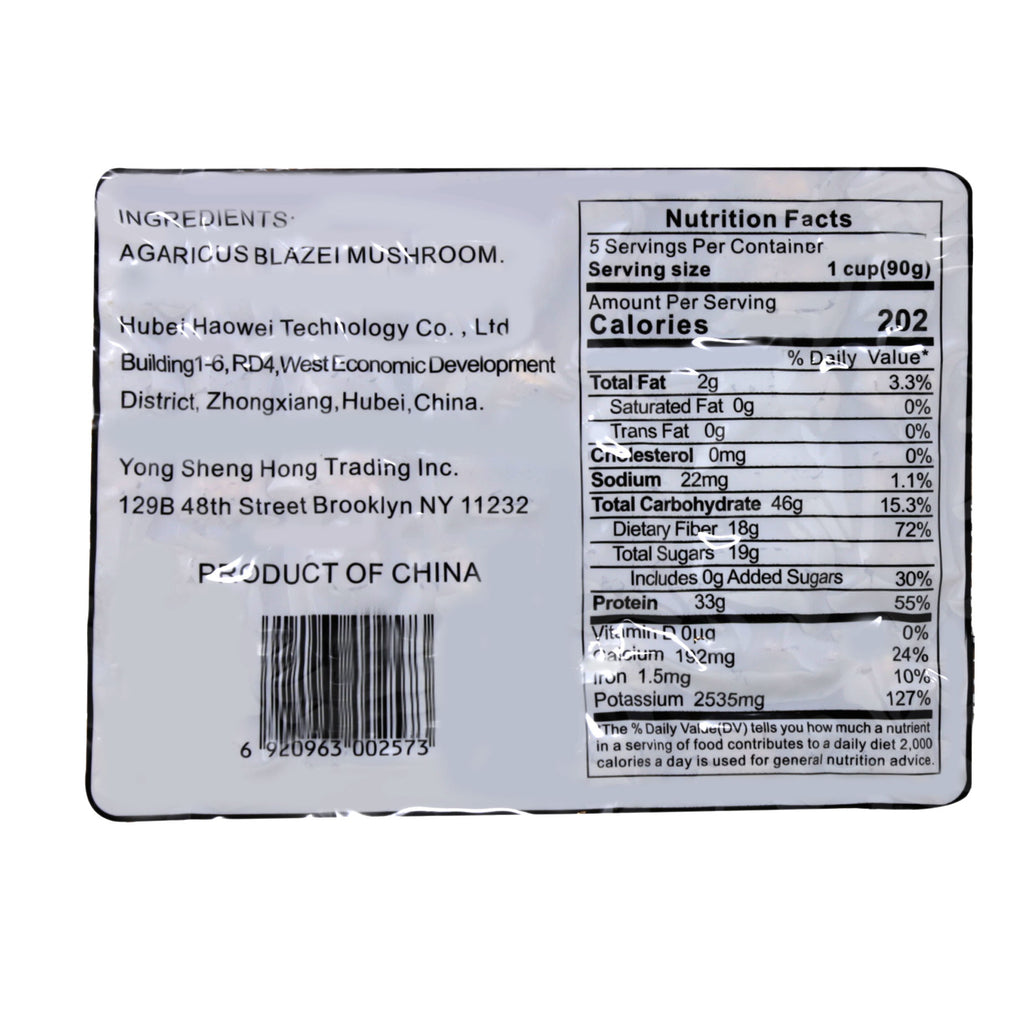 INGREDIENTS:
AGARICUS BLAZEI MUSHROOM.
Hubei Haowei Technology Co. , Ltd
Building1-6, RD4,West Economic Development
District, Zhongxiang, Hubei, China.
Yong Sheng Hong Trading Inc.
129B 48th Street Brooklyn NY 11232
PRODUCT OF CHINA
6 920963 002573
Nutrition Facts
5 Servings Per Container
Serving size 1 cup(90g)
Amount Per Serving
Calories 202
% Daily Value*
Total Fat 2g 3.3%
Saturated Fat 0g 0%
Trans Fat 0g 0%
Cholesterol 0mg 0%
Sodium 22mg 1.1%
Total Carbohydrate 46g 15.3%
Dietary Fiber 18g 72%
Total Sugars 19g
Includes 0g Added Sugars 30%
Protein 33g 55%
Vitamin D 0µg 0%
Calcium 192mg 24%
Iron 1.5mg 10%
Potassium 2535mg 127%
*The % Daily Value(DV) tells you how much a nutrient
in a serving of food contributes to a daily diet 2,000
calories a day is used for general nutrition advice.